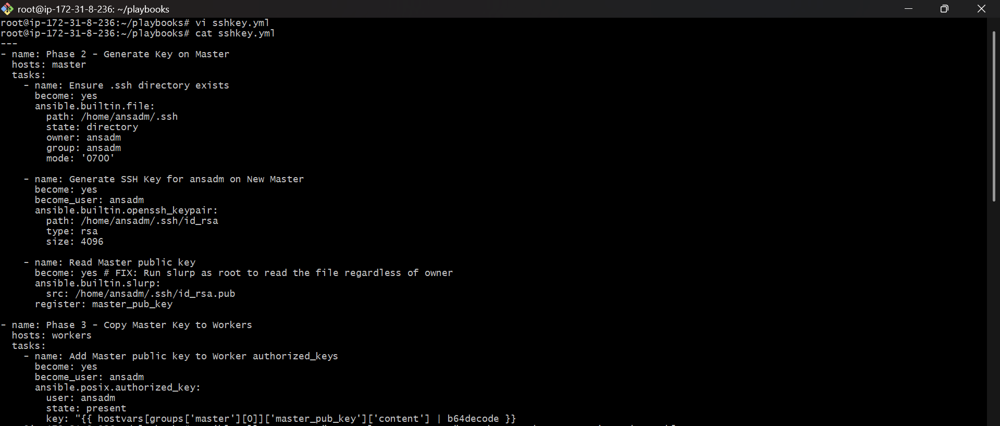 root@ip-172-31-8-236: ~/playbooks
root@ip-172-31-8-236:~/playbooks# vi sshkey.yml
root@ip-172-31-8-236:~/playbooks# cat sshkey.yml
---
- name: Phase 2 - Generate Key on Master
  hosts: master
  tasks:
    - name: Ensure .ssh directory exists
      become: yes
      ansible.builtin.file:
        path: /home/ansadm/.ssh
        state: directory
        owner: ansadm
        group: ansadm
        mode: '0700'

    - name: Generate SSH Key for ansadm on New Master
      become: yes
      become_user: ansadm
      ansible.builtin.openssh_keypair:
        path: /home/ansadm/.ssh/id_rsa
        type: rsa
        size: 4096

    - name: Read Master public key
      become: yes # FIX: Run slurp as root to read the file regardless of owner
      ansible.builtin.slurp:
        src: /home/ansadm/.ssh/id_rsa.pub
      register: master_pub_key

- name: Phase 3 - Copy Master Key to Workers
  hosts: workers
  tasks:
    - name: Add Master public key to Worker authorized_keys
      become: yes
      become_user: ansadm
      ansible.posix.authorized_key:
        user: ansadm
        state: present
        key: "{{ hostvars[groups['master'][0]]['master_pub_key']['content'] | b64decode }}